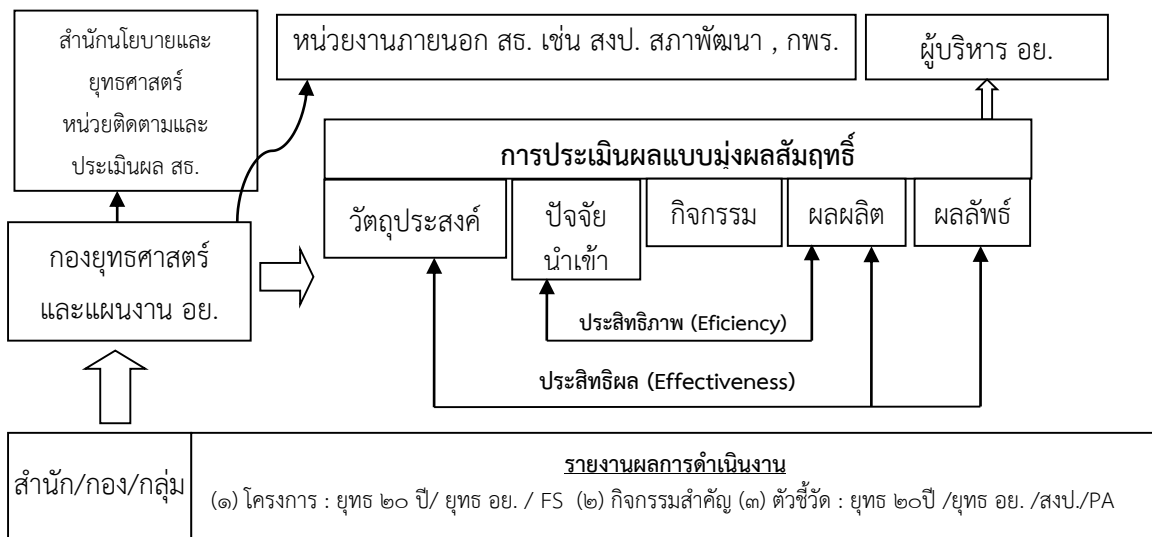 สำนักนโยบายและ
ยุทธศาสตร์
หน่วยติดตามและ
ประเมินผล สธ.
หน่วยงานภายนอก สธ. เช่น สงป. สภาพัฒนา , กพร.
ผู้บริหาร อย.
การประเมินผลแบบมุ่งผลสัมฤทธิ์
วัตถุประสงค์
ปัจจัย
นำเข้า
กิจกรรม
ผลผลิต
ผลลัพธ์
กองยุทธศาสตร์
และแผนงาน อย.
ประสิทธิภาพ (Eficiency)
ประสิทธิผล (Effectiveness)
สำนัก/กอง/กลุ่ม
รายงานผลการดำเนินงาน
(๑) โครงการ : ยุทธ ๒๐ ปี/ ยุทธ อย. / FS (๒) กิจกรรมสำคัญ (๓) ตัวชี้วัด : ยุทธ ๒๐ปี /ยุทธ อย. /สงป./PA